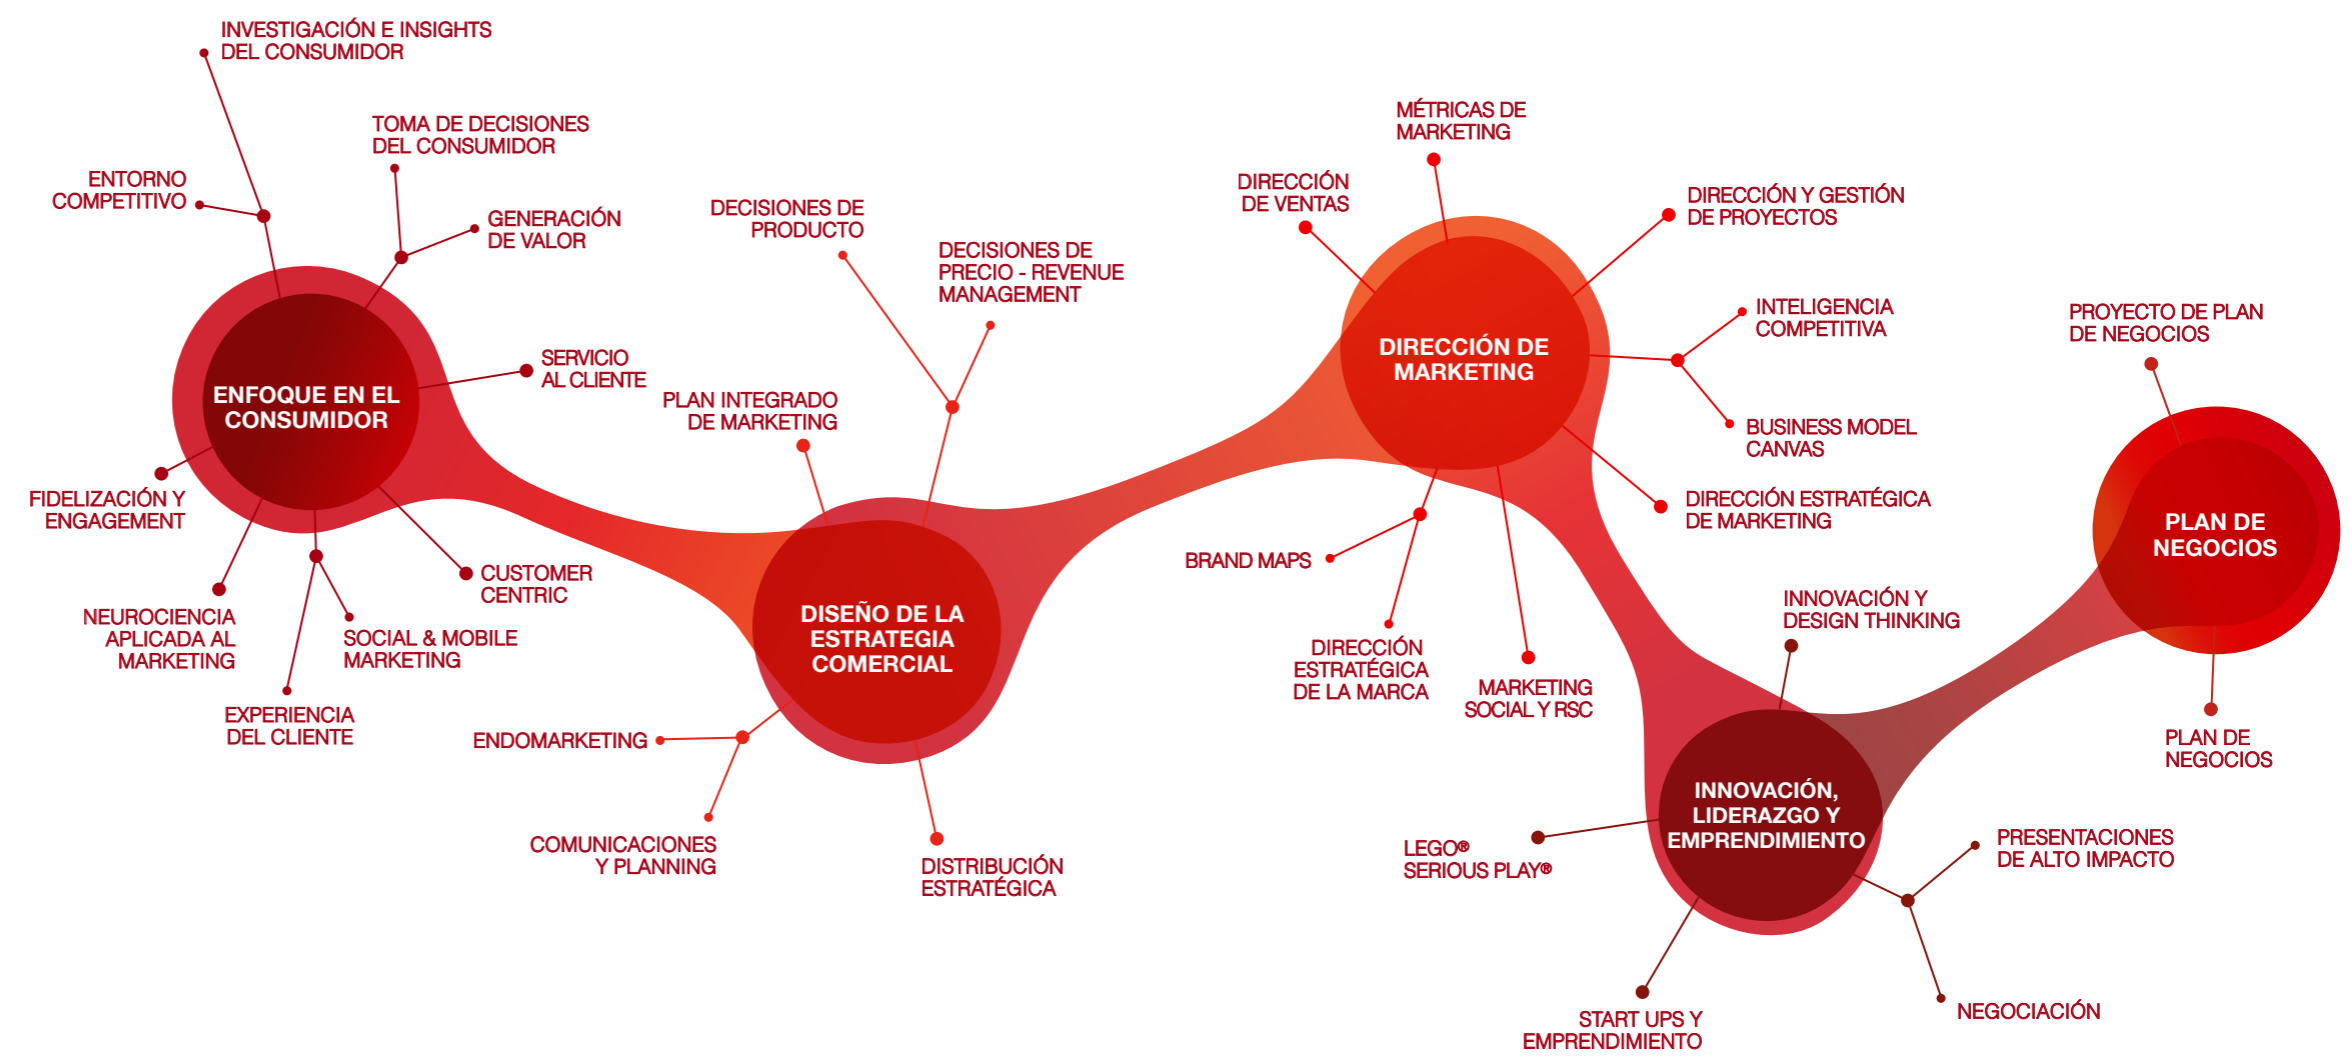 INVESTIGACIÓN E INSIGHTS
DEL CONSUMIDOR
TOMA DE DECISIONES
DEL CONSUMIDOR
ENTORNO
COMPETITIVO
GENERACIÓN
DE VALOR
SERVICIO
AL CLIENTE
ENFOQUE EN EL
CONSUMIDOR
FIDELIZACIÓN Y
ENGAGEMENT
NEUROCIENCIA
APLICADA AL
MARKETING
CUSTOMER
CENTRIC
SOCIAL & MOBILE
MARKETING
EXPERIENCIA
DEL CLIENTE
DECISIONES DE
PRODUCTO
DECISIONES DE
PRECIO - REVENUE
MANAGEMENT
PLAN INTEGRADO
DE MARKETING
DISEÑO DE LA
ESTRATEGIA
COMERCIAL
ENDOMARKETING
COMUNICACIONES
Y PLANNING
DISTRIBUCIÓN
ESTRATÉGICA
MÉTRICAS DE
MARKETING
DIRECCIÓN
DE VENTAS
DIRECCIÓN Y GESTIÓN
DE PROYECTOS
INTELIGENCIA
COMPETITIVA
DIRECCIÓN DE
MARKETING
BUSINESS MODEL
CANVAS
DIRECCIÓN ESTRATÉGICA
DE MARKETING
BRAND MAPS
DIRECCIÓN
ESTRATÉGICA
DE LA MARCA
MARKETING
SOCIAL Y RSC
INNOVACIÓN Y
DESIGN THINKING
INNOVACIÓN,
LIDERAZGO Y
EMPRENDIMIENTO
LEGO®
SERIOUS PLAY®
PRESENTACIONES
DE ALTO IMPACTO
START UPS Y
EMPRENDIMIENTO
NEGOCIACIÓN
PROYECTO DE PLAN
DE NEGOCIOS
PLAN DE
NEGOCIOS
PLAN DE
NEGOCIOS